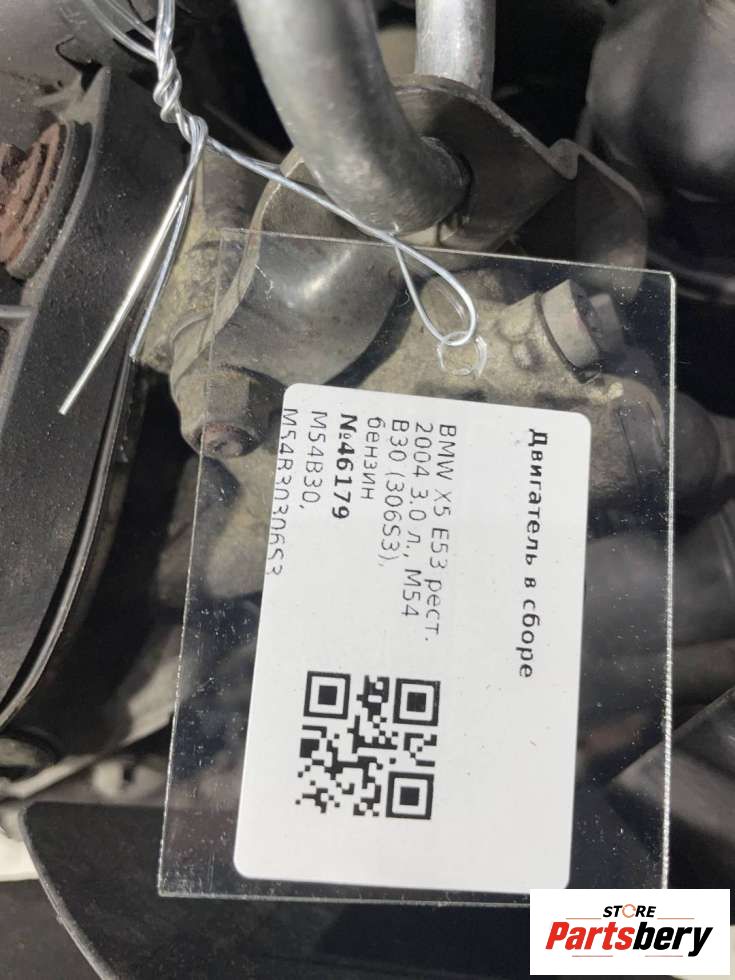 Двигатель в сборе
BMW X5 E53 рест.
2004 3.0 л., M54
B30 (306S3),
бензин
№46179
M54B30,
M54B30306S3
STORE
Partsbery